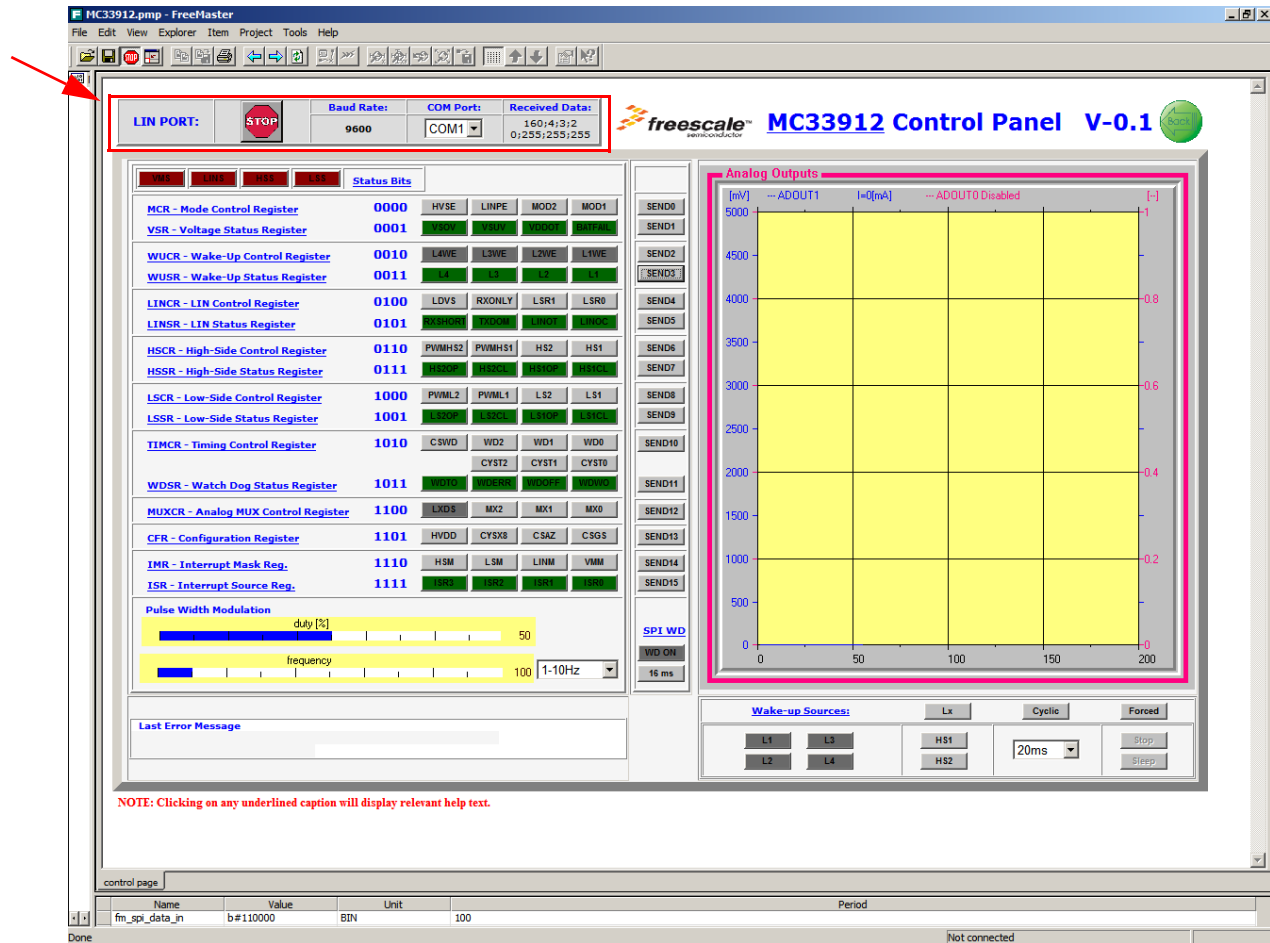 MC33912.pmp - FreeMaster
File Edit View Explorer Item Project Tools Help
LIN PORT:
STOP
Baud Rate:
9600
COM Port:
COM1
Received Data:
160;4;3;2
0;255;255;255
freescale™
semiconductor
MC33912 Control Panel V-0.1
Back
VMS LINS HSS LSS Status Bits
MCR - Mode Control Register 0000 HVSE LINPE MOD2 MOD1 SEND0
VSR - Voltage Status Register 0001 VSOV VSUV VDDOT BATFAIL SEND1
WUCR - Wake-Up Control Register 0010 L4WE L3WE L2WE L1WE SEND2
WUSR - Wake-Up Status Register 0011 L4 L3 L2 L1 SEND3
LINCR - LIN Control Register 0100 LDVS RXONLY LSR1 LSR0 SEND4
LINSR - LIN Status Register 0101 RXSHORT TXDOM LINOT LINOC SEND5
HSCR - High-Side Control Register 0110 PWMHS2 PWMHS1 HS2 HS1 SEND6
HSSR - High-Side Status Register 0111 HS2OP HS2CL HS1OP HS1CL SEND7
LSCR - Low-Side Control Register 1000 PWML2 PWML1 LS2 LS1 SEND8
LSSR - Low-Side Status Register 1001 LS2OP LS2CL LS1OP LS1CL SEND9
TIMCR - Timing Control Register 1010 CSWD WD2 WD1 WD0 SEND10
CYST2 CYST1 CYST0
WDSR - Watch Dog Status Register 1011 WDTO WDERR WDOFF WDWO SEND11
MUXCR - Analog MUX Control Register 1100 LXDS MX2 MX1 MX0 SEND12
CFR - Configuration Register 1101 HVDD CYSX8 CSAZ CSGS SEND13
IMR - Interrupt Mask Reg. 1110 HSM LSM LINM VMM SEND14
ISR - Interrupt Source Reg. 1111 ISR3 ISR2 ISR1 ISR0 SEND15
Pulse Width Modulation
duty [%]
50
frequency
100
1-10Hz
SPI WD
WD ON
16 ms
Analog Outputs
[mV] --- ADOUT1 I=0[mA] --- ADOUT0 Disabled [--]
5000 1
4500
4000 0.8
3500
3000 0.6
2500
2000 0.4
1500
1000 0.2
500
0 0
0 50 100 150 200
Last Error Message
Wake-up Sources: Lx Cyclic Forced
L1 L3 HS1 20ms Stop
L2 L4 HS2 Sleep
NOTE: Clicking on any underlined caption will display relevant help text.
control page
Name Value Unit Period
fm_spi_data_in b#110000 BIN 100
Done Not connected